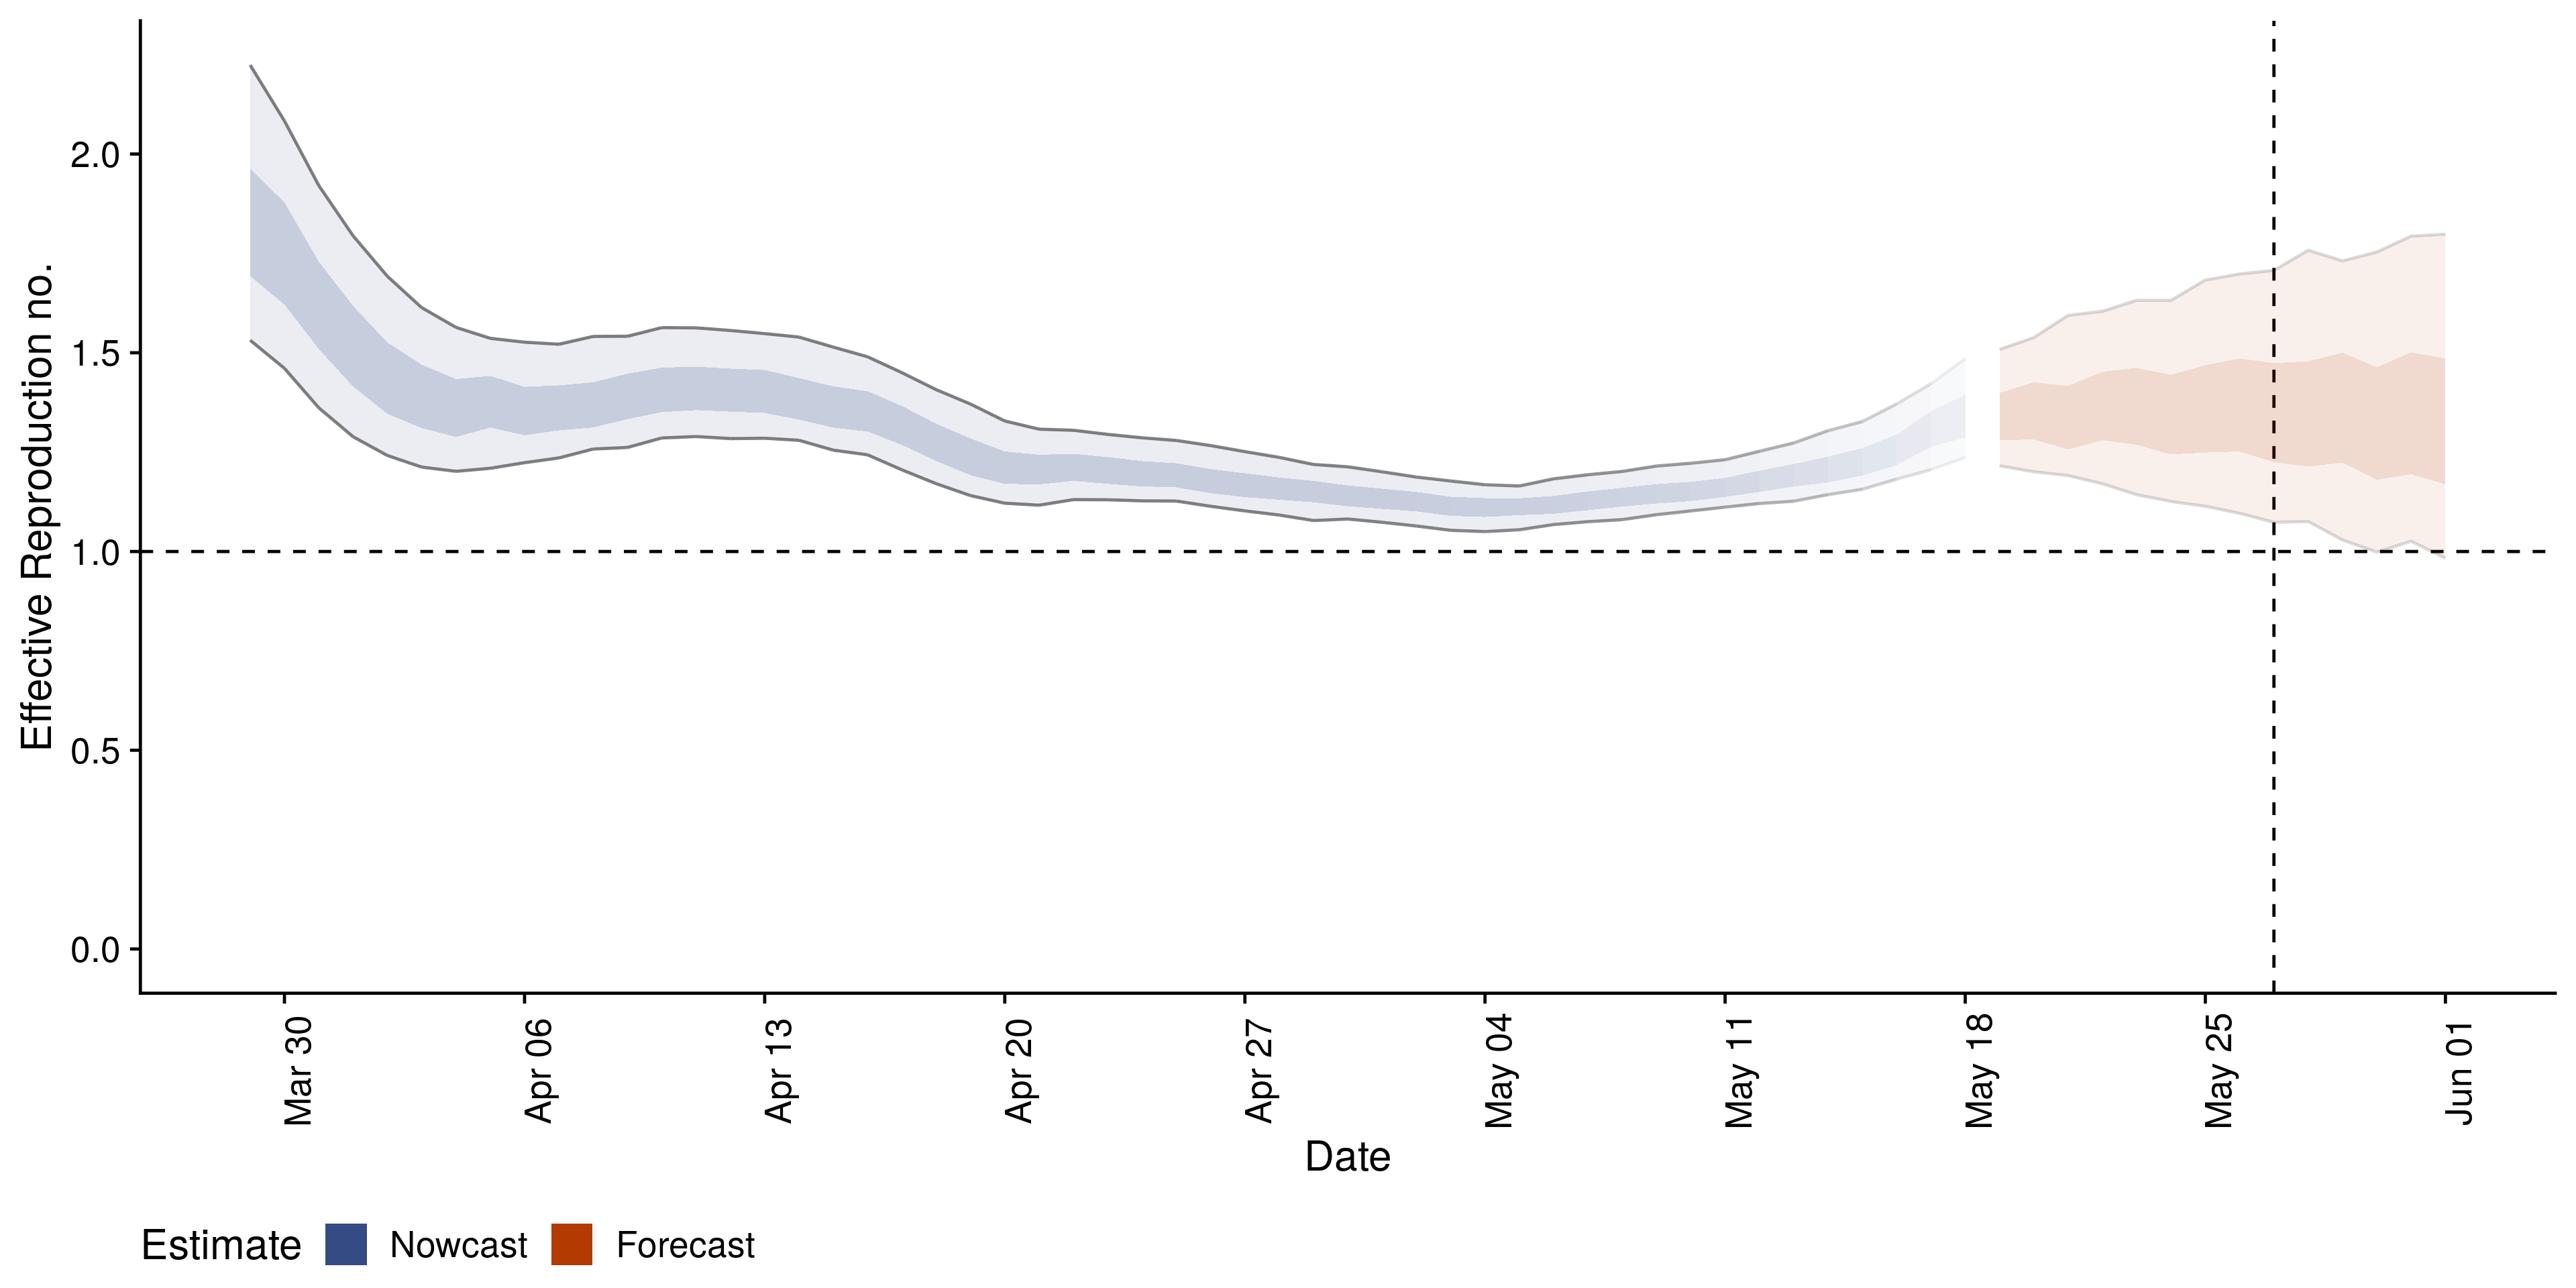 Effective Reproduction no.
2.0
1.5
1.0
0.5
0.0
Mar 30
Apr 06
Apr 13
Apr 20
Apr 27
May 04
May 11
May 18
May 25
Jun 01
Date
Estimate Nowcast Forecast